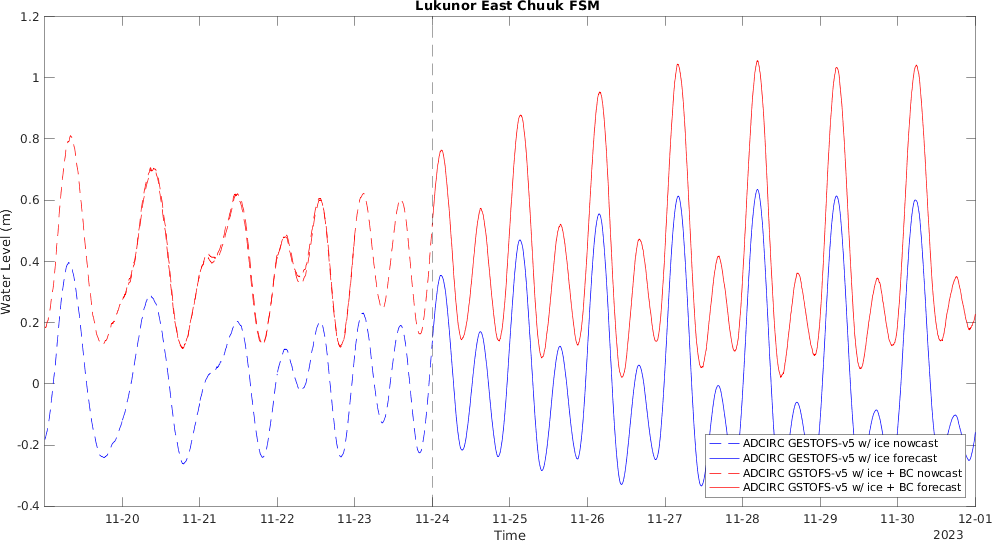 Lukunor East Chuuk FSM
1.2
1
0.8
0.6
0.4
0.2
0
-0.2
-0.4
Water Level (m)
ADCIRC GESTOFS-v5 w/ ice nowcast
ADCIRC GESTOFS-v5 w/ ice forecast
ADCIRC GSTOFS-v5 w/ ice + BC nowcast
ADCIRC GSTOFS-v5 w/ ice + BC forecast
11-20 11-21 11-22 11-23 11-24 11-25 11-26 11-27 11-28 11-29 11-30 12-01
Time
2023